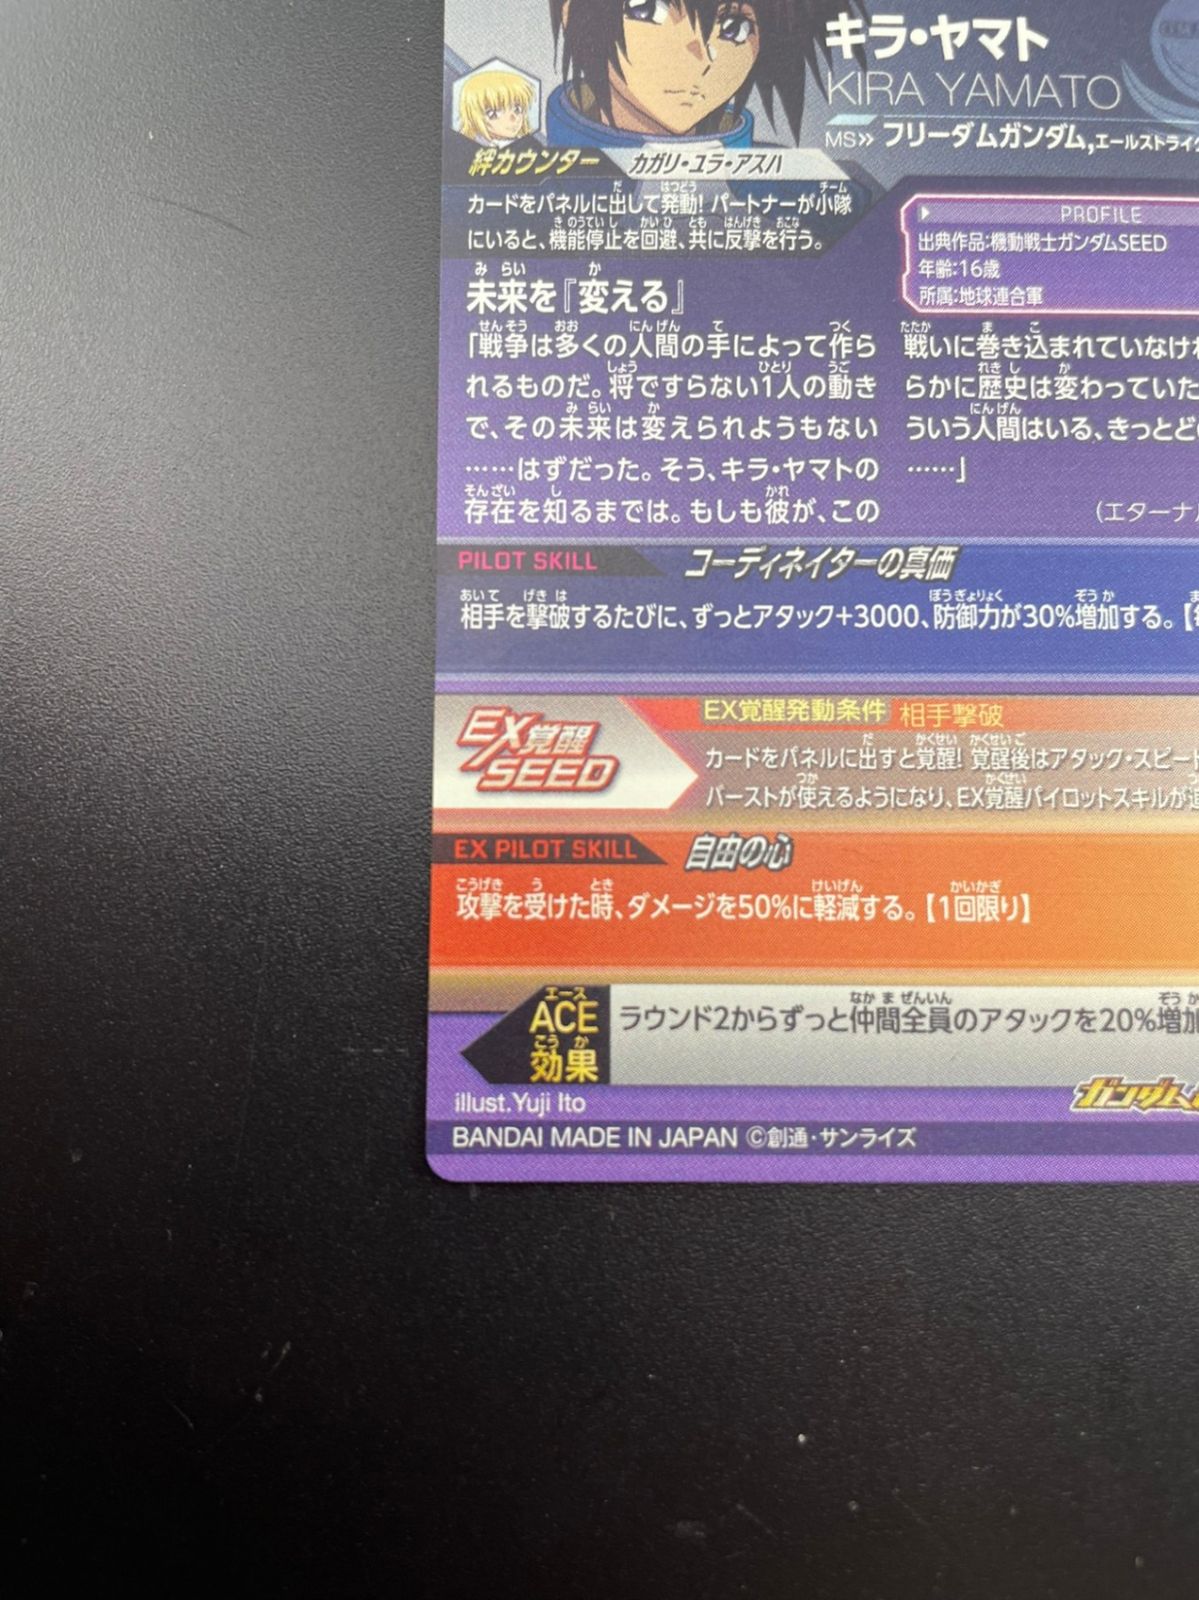 キラ・ヤマト
KIRA YAMATO
MS≫ フリーダムガンダム,エールストライク
絆カウンター カガリ・ユラ・アスハ
カードをパネルに出して発動! パートナーが小隊
にいると、機能停止を回避、共に反撃を行う。
PROFILE
出典作品:機動戦士ガンダムSEED
年齢:16歳
所属:地球連合軍
未来を『変える』
「戦争は多くの人間の手によって作ら
れるものだ。将ですらない1人の動き
で、その未来は変えられようもない
……はずだった。そう、キラ・ヤマトの
存在を知るまでは。もしも彼が、この
戦いに巻き込まれていなけれ
らかに歴史は変わっていた
ういう人間はいる、きっとど
……」
(エターナ
PILOT SKILL コーディネイターの真価
相手を撃破するたびに、ずっとアタック+3000、防御力が30%増加する。【
EX覚醒
SEED
EX覚醒発動条件 相手撃破
カードをパネルに出すと覚醒! 覚醒後はアタック・スピード
バーストが使えるようになり、EX覚醒パイロットスキルが
EX PILOT SKILL 自由の心
攻撃を受けた時、ダメージを50%に軽減する。【1回限り】
ACE
効果
ラウンド2からずっと仲間全員のアタックを20%増加
ガンダム
illust.Yuji Ito
BANDAI MADE IN JAPAN ©創通・サンライズ